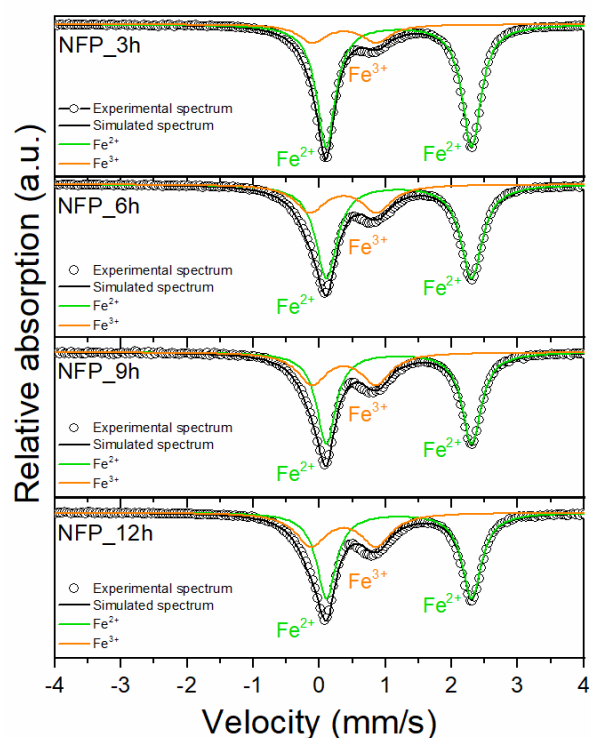 Relative absorption (a.u.)
NFP_3h
Fe³⁺
Experimental spectrum
Simulated spectrum
Fe²⁺
Fe³⁺
Fe²⁺
Fe²⁺
NFP_6h
Fe³⁺
Experimental spectrum
Simulated spectrum
Fe²⁺
Fe³⁺
Fe²⁺
Fe²⁺
NFP_9h
Fe³⁺
Experimental spectrum
Simulated spectrum
Fe²⁺
Fe³⁺
Fe²⁺
Fe²⁺
NFP_12h
Fe³⁺
Experimental spectrum
Simulated spectrum
Fe²⁺
Fe³⁺
Fe²⁺
Fe²⁺
-4 -3 -2 -1 0 1 2 3 4
Velocity (mm/s)